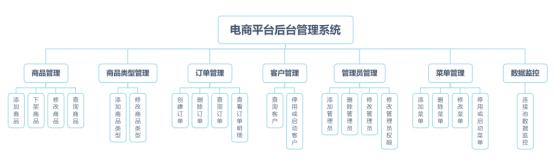 电商平台后台管理系统
商品管理
商品类型管理
订单管理
客户管理
管理员管理
菜单管理
数据监控
添加商品
下架商品
修改商品
查询商品
添加商品类型
修改商品类型
创建订单
删除订单
查询订单
查看订单明细
查询客户
停用或启动客户
添加管理员
删除管理员
修改管理员
修改管理员权限
添加菜单
删除菜单
修改菜单
停用或启动菜单
连接池数据监控